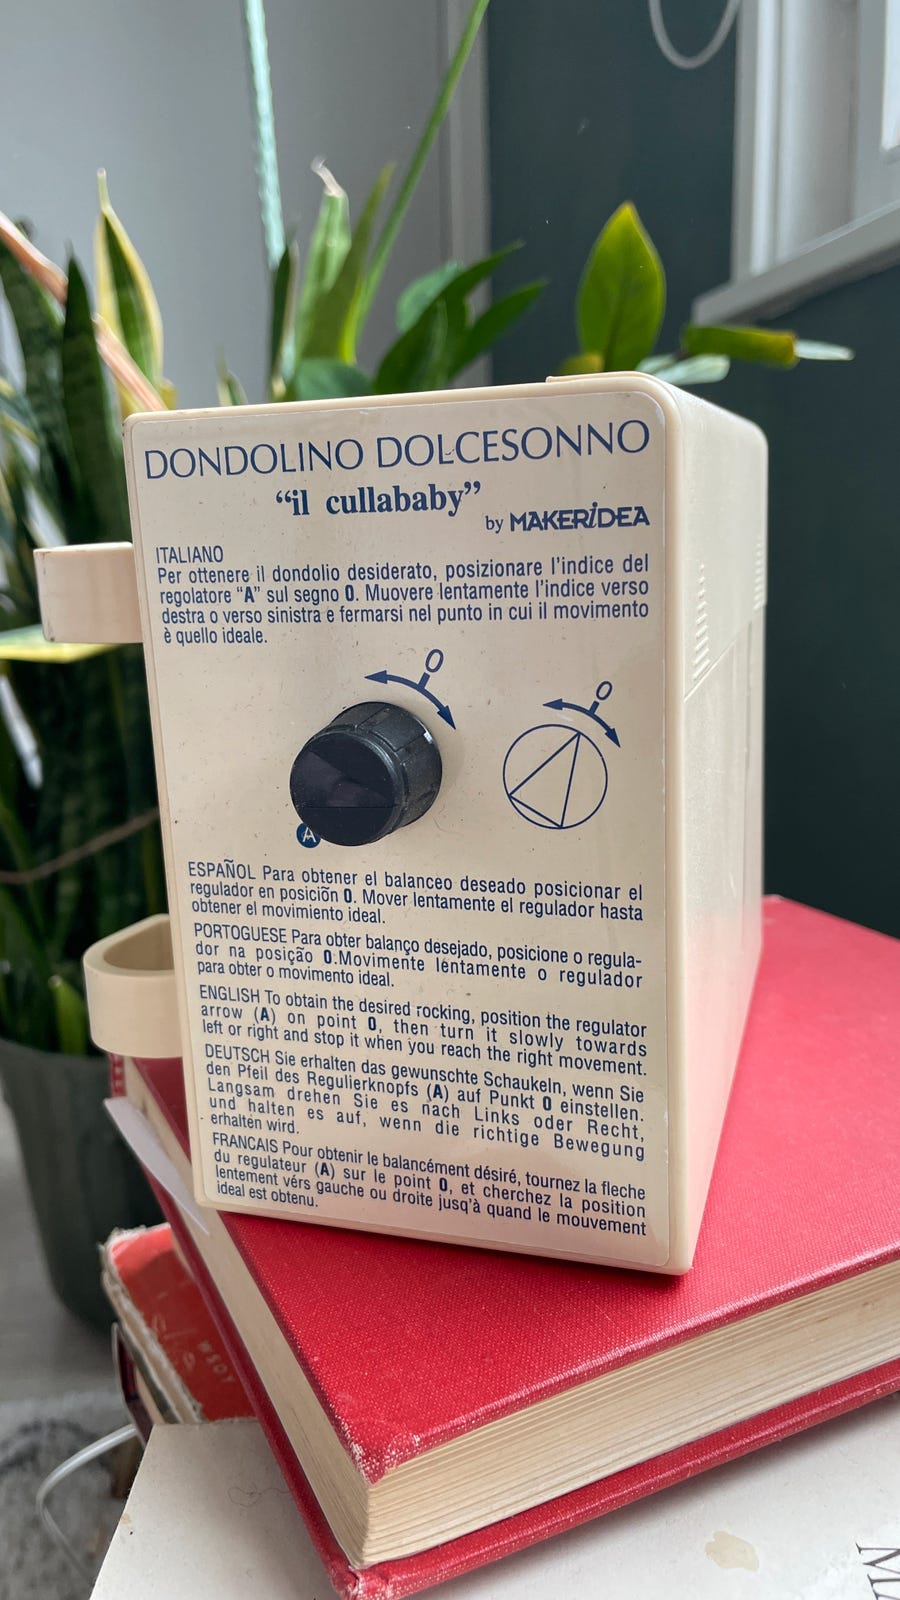 DONDOLINO DOLCESONNO
“il cullababy”
by MAKERiDEA
ITALIANO
Per ottenere il dondolio desiderato, posizionare l'indice del
regolatore “A” sul segno 0. Muovere lentamente l'indice verso
destra o verso sinistra e fermarsi nel punto in cui il movimento
è quello ideale.
0
0
A
ESPAÑOL Para obtener el balanceo deseado posicionar el
regulador en posiciõn 0. Mover lentamente el regulador hasta
obtener el movimiento ideal.
PORTOGUESE Para obter balanço desejado, posicione o regula-
dor na posição 0.Movimente lentamente o regulador
para obter o movimento ideal.
ENGLISH To obtain the desired rocking, position the regulator
arrow (A) on point 0, then turn it slowly towards
left or right and stop it when you reach the right movement.
DEUTSCH Sie erhalten das gewunschte Schaukeln, wenn Sie
den Pfeil des Regulierknopfs (A) auf Punkt 0 einstellen.
Langsam drehen Sie es nach Links oder Recht,
und halten es auf, wenn die richtige Bewegung
erhalten wird.
FRANCAIS Pour obtenir le balancément désiré, tournez la fleche
du regulateur (A) sur le point 0, et cherchez la position
lentement vérs gauche ou droite jusq'à quand le mouvement
ideal est obtenu.